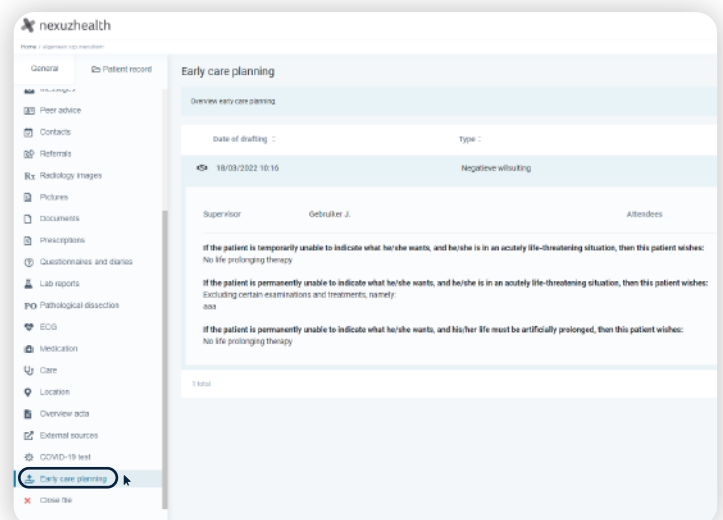 nexuzhealth
Home /
General
Patient record
Messages
Peer advice
Contacts
Referrals
Rx Radiology images
Pictures
Documents
Prescriptions
Questionnaires and diaries
Lab reports
PO Pathological dissection
ECG
Medication
Care
Location
Overview acta
External sources
COVID-19 test
Early care planning
Close file
Early care planning
Overview early care planning.
Date of drafting
Type
18/03/2022 10:16
Negatieve wilsuiting
Supervisor
Gebruiker J.
Attendees
If the patient is temporarily unable to indicate what he/she wants, and he/she is in an acutely life-threatening situation, then this patient wishes:
No life prolonging therapy
If the patient is permanently unable to indicate what he/she wants, and he/she is in an acutely life-threatening situation, then this patient wishes:
Excluding certain examinations and treatments, namely:
aaa
If the patient is permanently unable to indicate what he/she wants, and his/her life must be artificially prolonged, then this patient wishes:
No life prolonging therapy
1 total